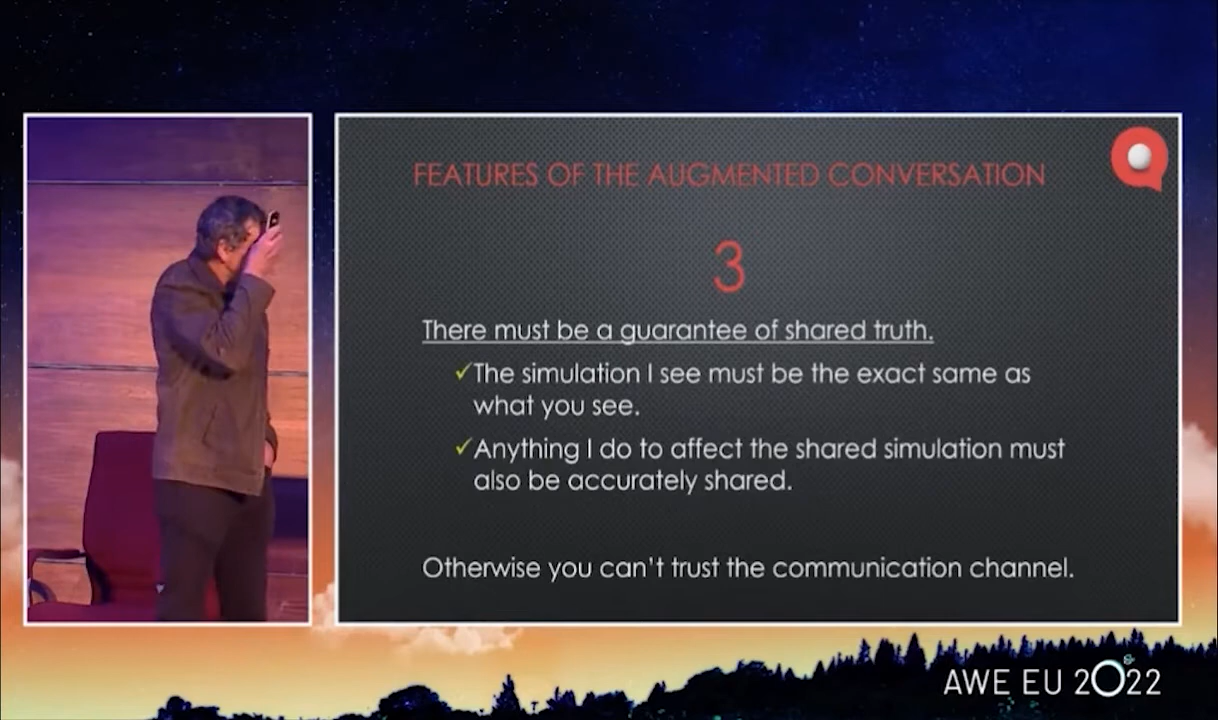 FEATURES OF THE AUGMENTED CONVERSATION
3
There must be a guarantee of shared truth.
✓The simulation I see must be the exact same as
what you see.
✓Anything I do to affect the shared simulation must
also be accurately shared.
Otherwise you can't trust the communication channel.
AWE EU 2022